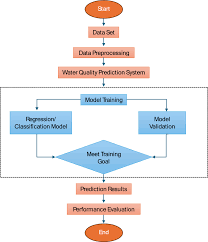 Start
Data Set
Data Preprocessing
Water Quality Prediction System
Model Training
Regression/
Classification Model
Model
Validation
Meet Training
Goal
Prediction Results
Performance Evaluation
End